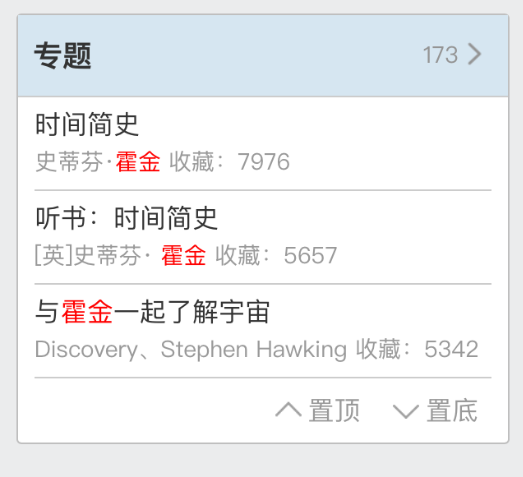 专题 173
时间简史
史蒂芬·霍金 收藏：7976
听书：时间简史
[英]史蒂芬· 霍金 收藏：5657
与霍金一起了解宇宙
Discovery、Stephen Hawking 收藏：5342
置顶 置底